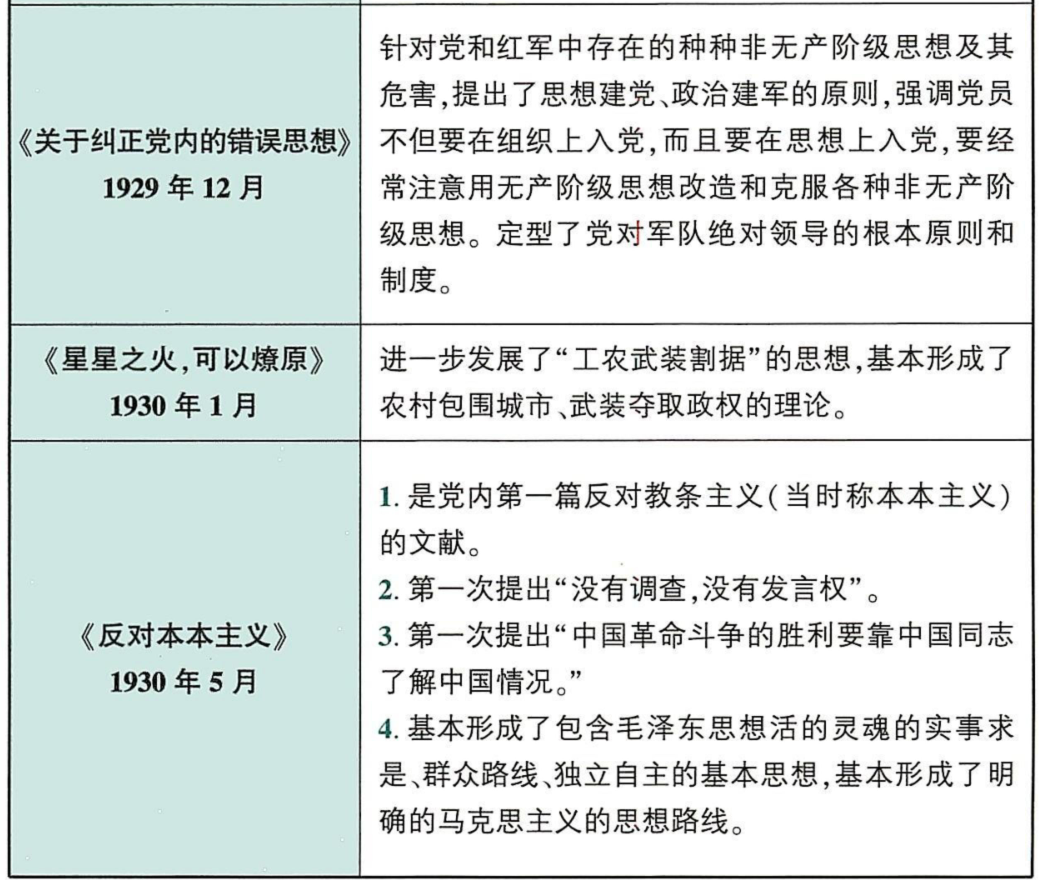 《关于纠正党内的错误思想》
1929 年 12 月
针对党和红军中存在的种种非无产阶级思想及其
危害,提出了思想建党、政治建军的原则,强调党员
不但要在组织上入党,而且要在思想上入党,要经
常注意用无产阶级思想改造和克服各种非无产阶
级思想。定型了党对军队绝对领导的根本原则和
制度。
《星星之火,可以燎原》
1930 年 1 月
进一步发展了“工农武装割据”的思想,基本形成了
农村包围城市、武装夺取政权的理论。
《反对本本主义》
1930 年 5 月
1. 是党内第一篇反对教条主义(当时称本本主义)
的文献。
2. 第一次提出“没有调查,没有发言权”。
3. 第一次提出“中国革命斗争的胜利要靠中国同志
了解中国情况。”
4. 基本形成了包含毛泽东思想活的灵魂的实事求
是、群众路线、独立自主的基本思想,基本形成了明
确的马克思主义的思想路线。